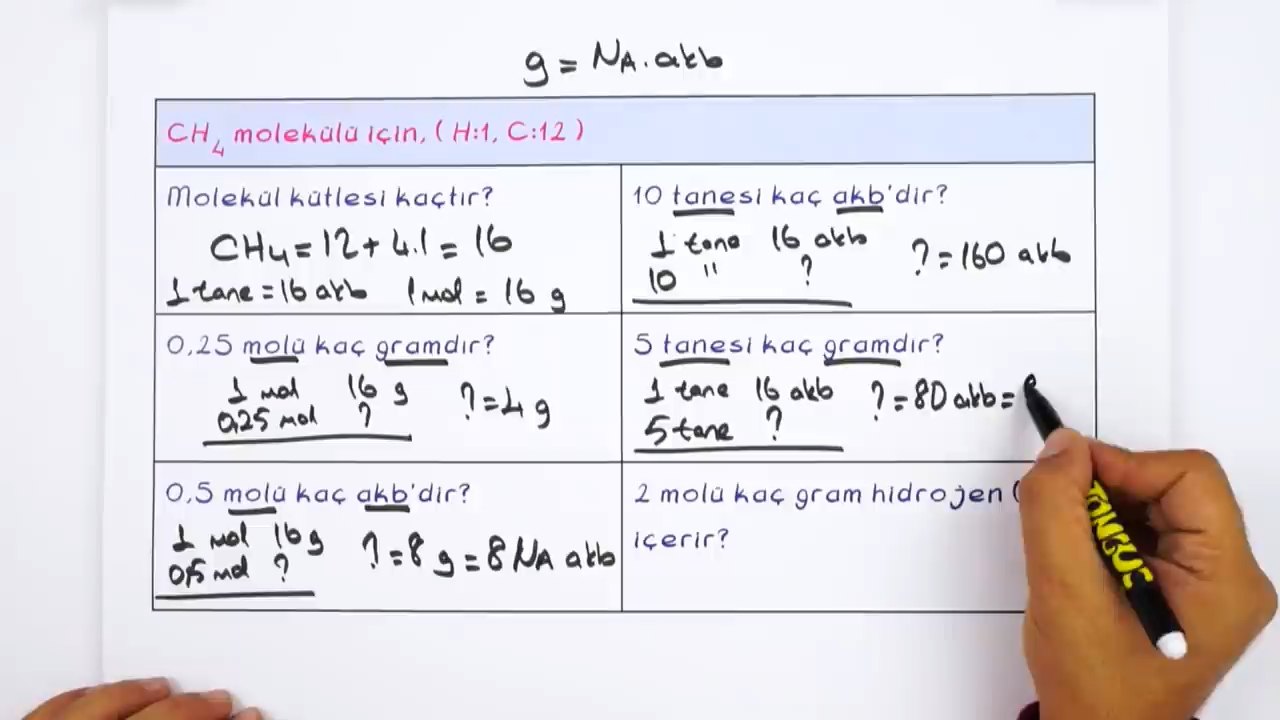 g = NA. akb
CH4 molekülü için, ( H:1, C:12 )
Molekül kütlesi kaçtır?
CH4 = 12 + 4.1 = 16
1 tane = 16 akb 1 mol = 16 g
10 tanesi kaç akb'dir?
1 tane 16 akb
10 " ?
? = 160 akb
0,25 molü kaç gramdır?
1 mol 16 g
0,25 mol ?
? = 4 g
5 tanesi kaç gramdır?
1 tane 16 akb
5 tane ?
? = 80 akb =
0,5 molü kaç akb'dir?
1 mol 16 g
0,5 mol ?
? = 8 g = 8 NA akb
2 molü kaç gram hidrojen (
içerir?
TONGUÇ